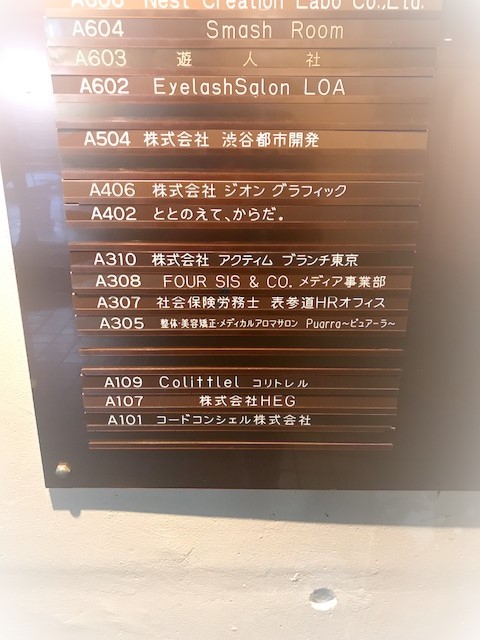 A606 Nest Creation Labo Co.,Ltd.
A604 Smash Room
A603 遊人社
A602 EyelashSalon LOA
A504 株式会社 渋谷都市開発
A406 株式会社 ジオン グラフィック
A402 ととのえて、からだ。
A310 株式会社 アクティム ブランチ東京
A308 FOUR SIS & CO. メディア事業部
A307 社会保険労務士 表参道HRオフィス
A305 整体・美容矯正・メディカルアロマサロン Puarra～ピュアーラ～
A109 Colittlel コリトレル
A107 株式会社HEG
A101 コードコンシェル株式会社